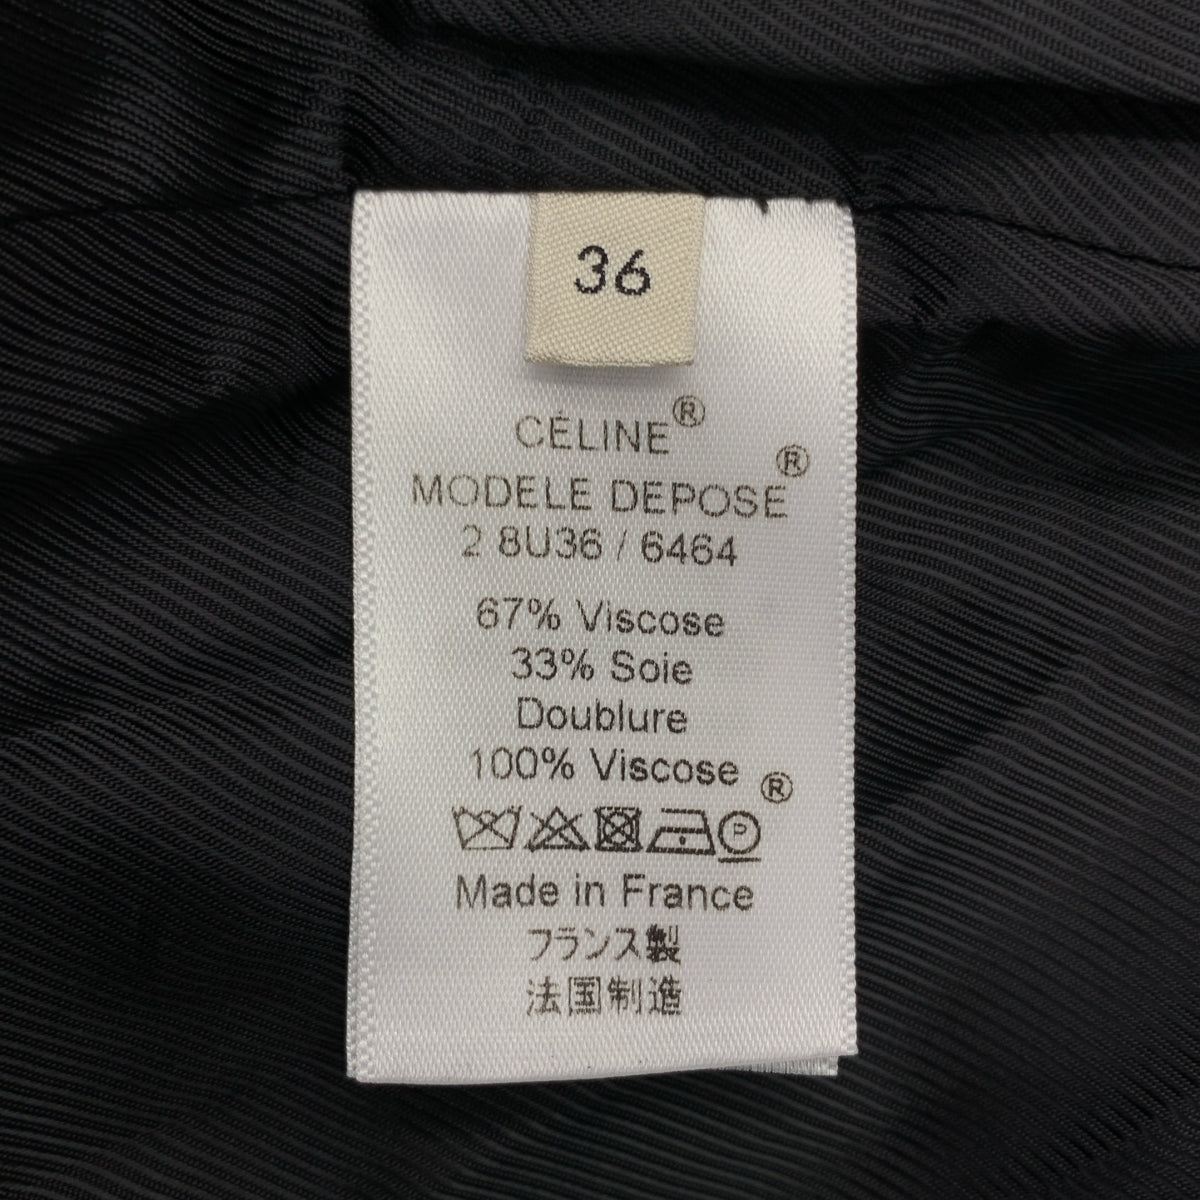 36
CÉLINE®
MODELE DEPOSE®
2 8U36 / 6464
67% Viscose
33% Soie
Doublure
100% Viscose
®
P
Made in France
フランス製
法国制造